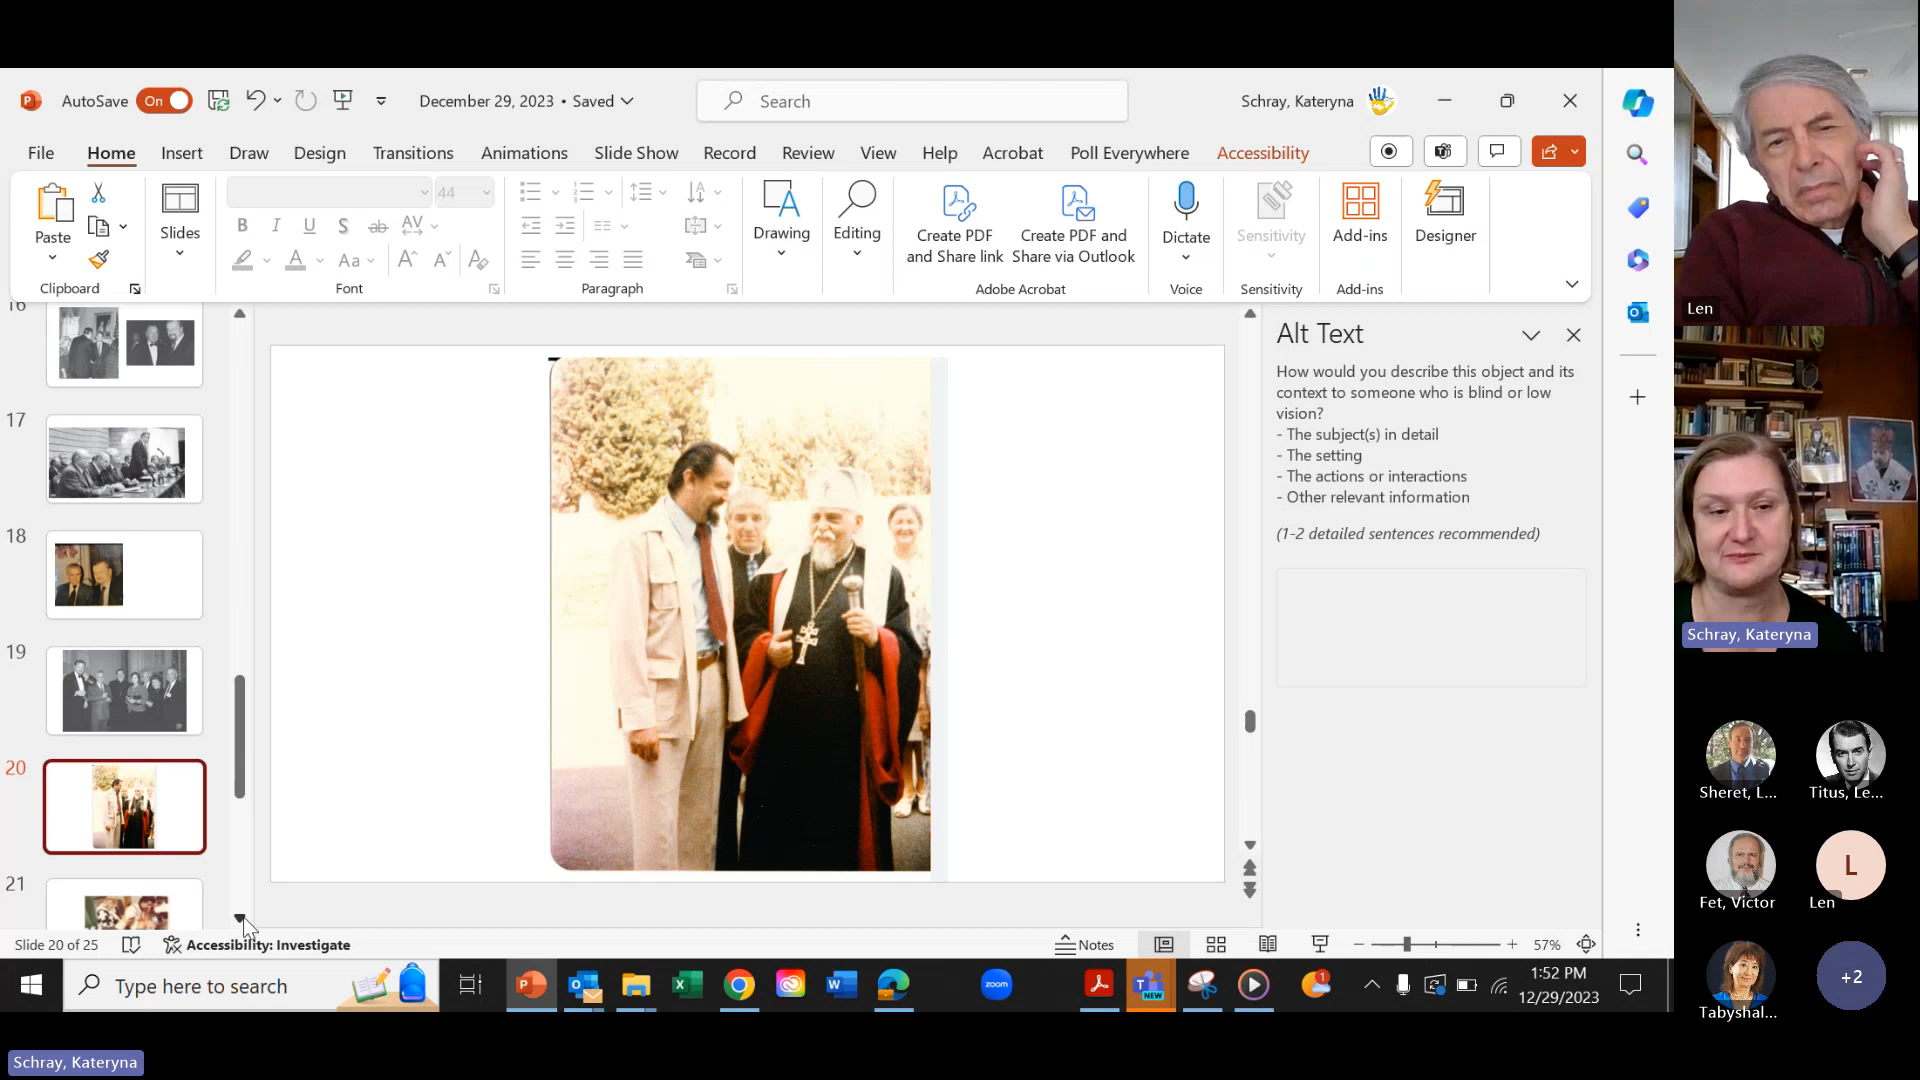 AutoSave On December 29, 2023 • Saved Search Schray, Kateryna
File Home Insert Draw Design Transitions Animations Slide Show Record Review View Help Acrobat Poll Everywhere Accessibility
44
Paste
Slides
B I U S ab AV
Aa A A
Drawing
Editing
Create PDF
and Share link
Create PDF and
Share via Outlook
Dictate
Sensitivity
Add-ins
Designer
Clipboard Font Paragraph Adobe Acrobat Voice Sensitivity Add-ins
16
17
18
19
20
21
Alt Text
How would you describe this object and its
context to someone who is blind or low
vision?
- The subject(s) in detail
- The setting
- The actions or interactions
- Other relevant information
(1-2 detailed sentences recommended)
Len
Schray, Kateryna
Sheret, L...
Titus, Le...
Fet, Victor
L
Len
Tabyshal...
+2
Slide 20 of 25 Accessibility: Investigate Notes 57%
Type here to search
zoom
NEW
1
1:52 PM
12/29/2023
Schray, Kateryna